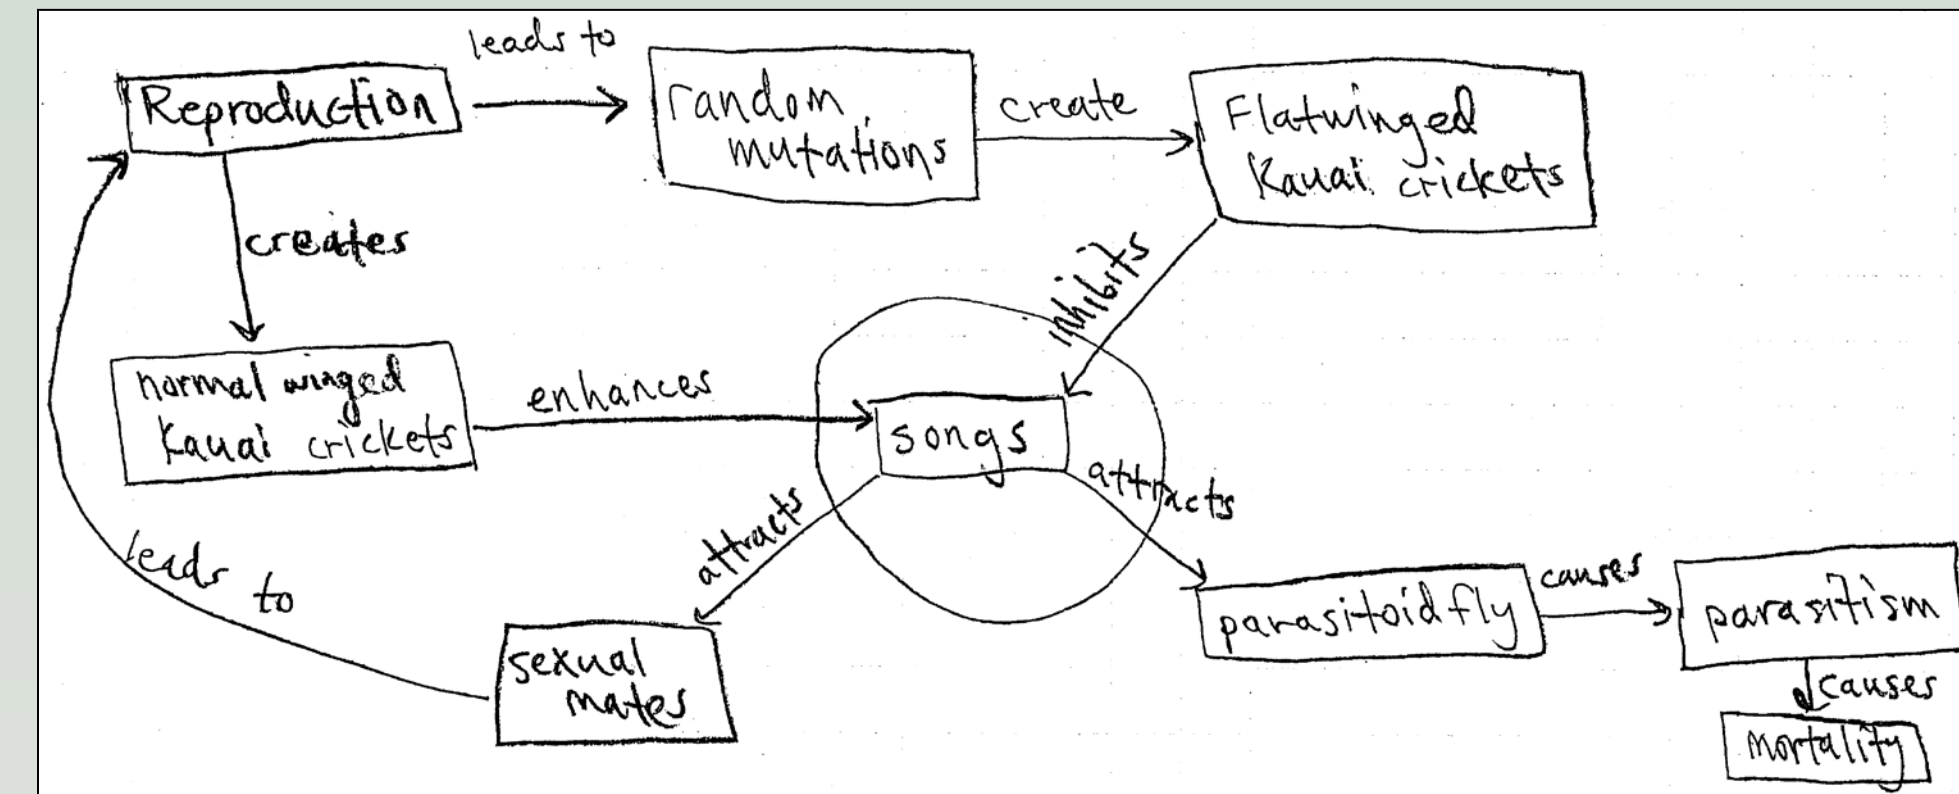 leads to
Reproduction
random
mutations
create
Flatwinged
Kauai crickets
creates
inhibits
normal winged
Kauai crickets
enhances
songs
attracts
attracts
leads to
sexual
mates
parasitoid fly
causes
parasitism
causes
mortality